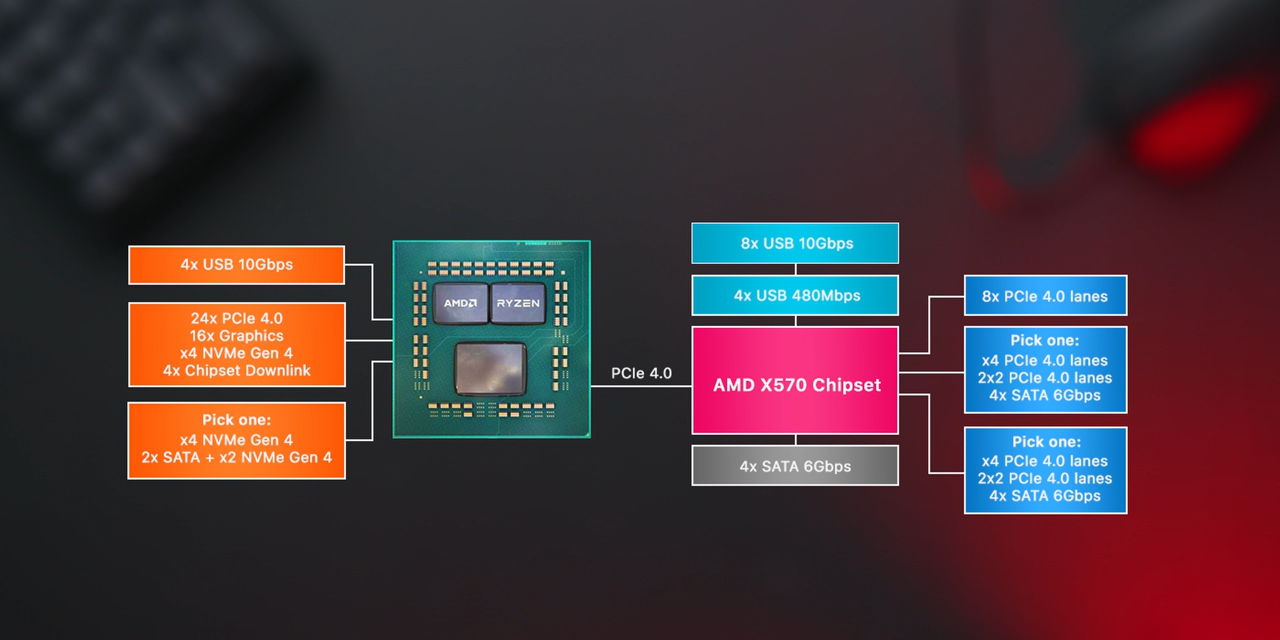 4x USB 10Gbps
24x PCIe 4.0
16x Graphics
x4 NVMe Gen 4
4x Chipset Downlink
Pick one:
x4 NVMe Gen 4
2x SATA + x2 NVMe Gen 4
AMD RYZEN
PCIe 4.0
8x USB 10Gbps
4x USB 480Mbps
AMD X570 Chipset
4x SATA 6Gbps
8x PCIe 4.0 lanes
Pick one:
x4 PCIe 4.0 lanes
2x2 PCIe 4.0 lanes
4x SATA 6Gbps
Pick one:
x4 PCIe 4.0 lanes
2x2 PCIe 4.0 lanes
4x SATA 6Gbps